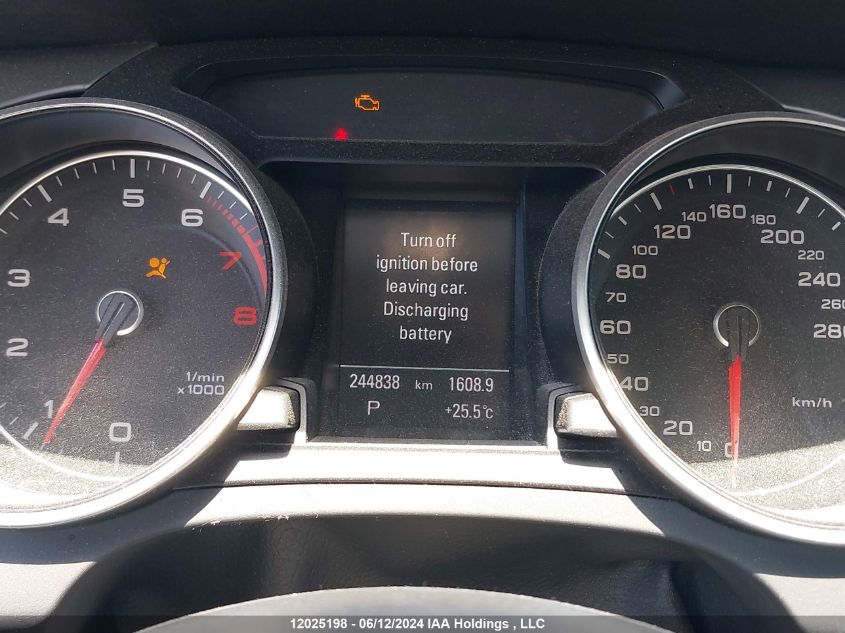 Turn off
ignition before
leaving car.
Discharging
battery
244838 km 1608.9
P +25.5°C
0 1 2 3 4 5 6 7 8
1/min
x1000
0 10 20 30 40 50 60 70 80 100 120 140 160 180 200 220 240 260 280
km/h
12025198 - 06/12/2024 IAA Holdings , LLC